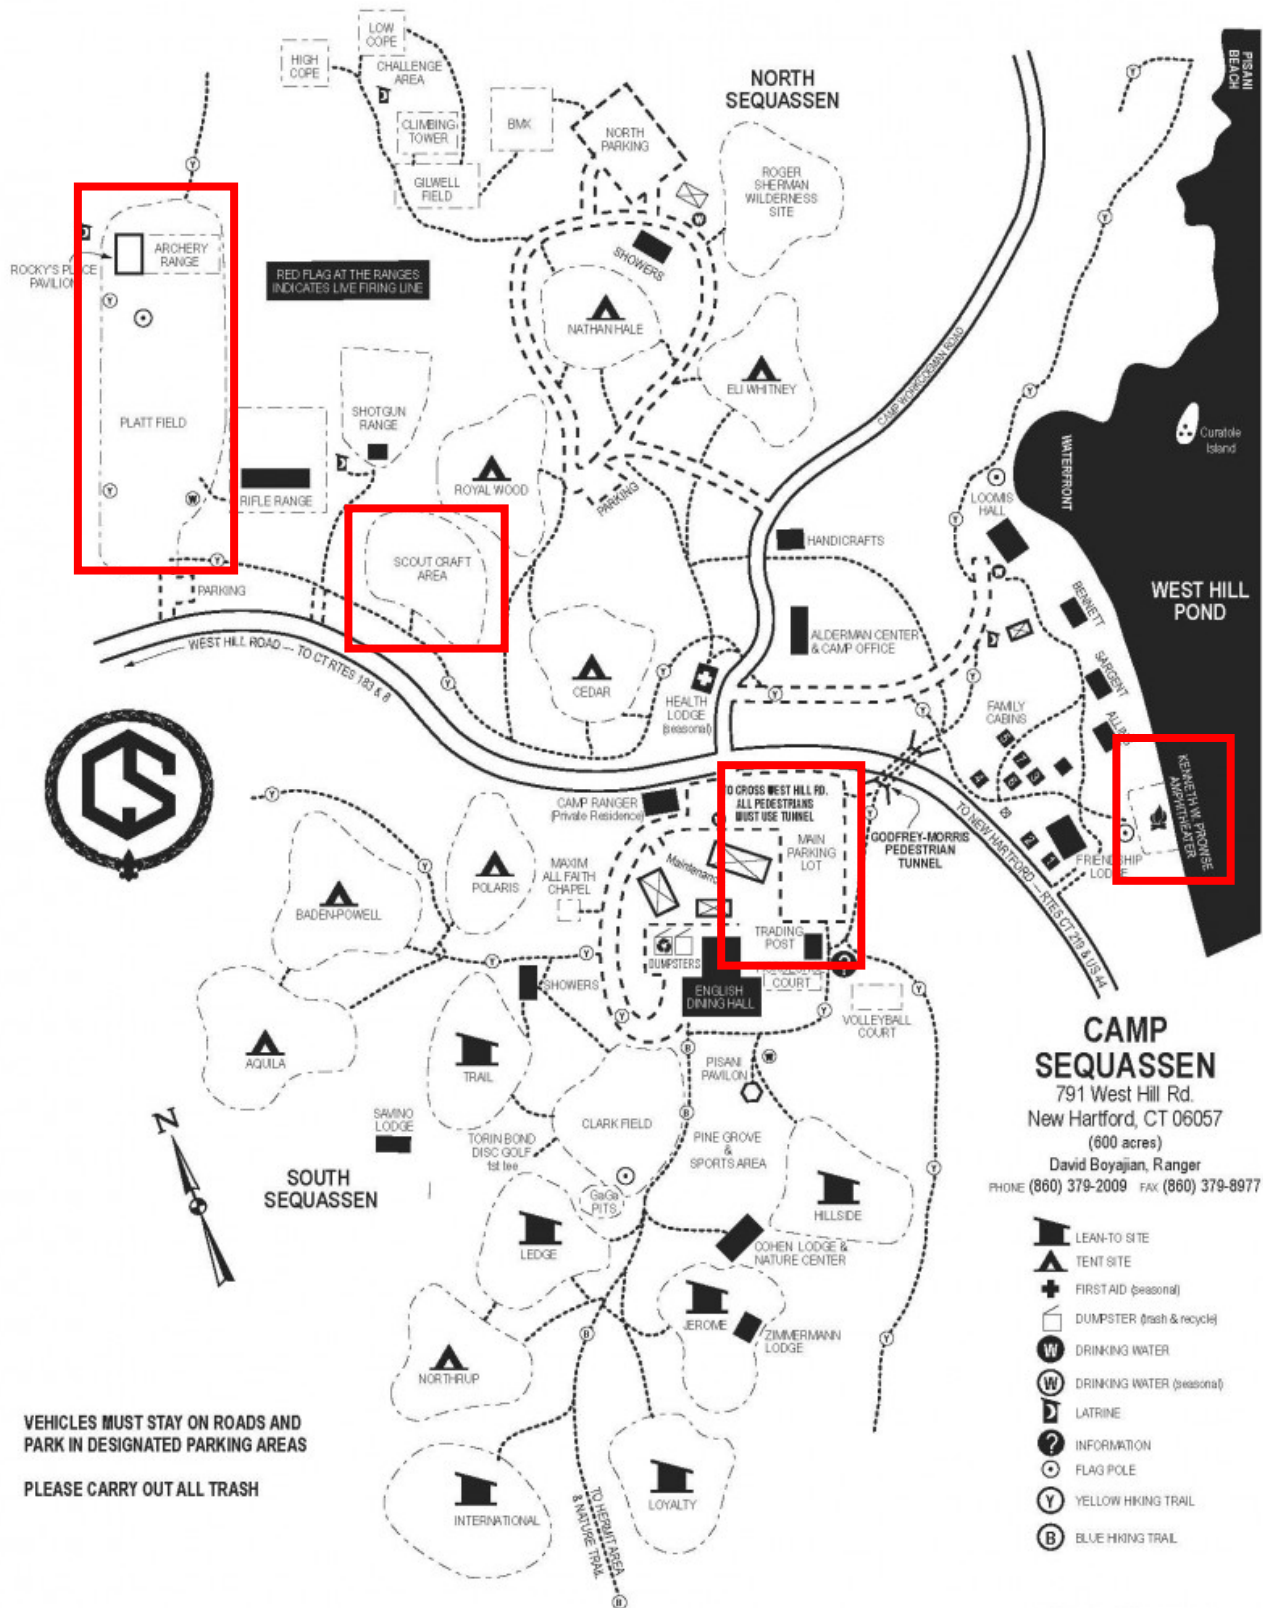 LOW
COPE
HIGH
COPE
CHALLENGE
AREA
CLIMBING
TOWER
BMX
GILWELL
FIELD
NORTH
PARKING
NORTH
SEQUASSEN
ROGER
SHERMAN
WILDERNESS
SITE
PISANI
BEACH
Y
Y
Y
W
ARCHERY
RANGE
ROCKY'S PLACE
PAVILION
RED FLAG AT THE RANGES
INDICATES LIVE FIRING LINE
SHOWERS
NATHAN HALE
ELI WHITNEY
CAMP WORKCOEMAN ROAD
Y
Y
PLATT FIELD
SHOTGUN
RANGE
Curatole
Island
WATERFRONT
Y
W
RIFLE RANGE
ROYAL WOOD
PARKING
LOOMIS
HALL
Y
HANDICRAFTS
Y
SCOUT CRAFT
AREA
PARKING
W
BENNETT
WEST HILL
POND
WEST HILL ROAD — TO CT RTES 183 & 8
ALDERMAN CENTER
& CAMP OFFICE
SARGENT
CEDAR
Y
Y
HEALTH
LODGE
(seasonal)
Y
Y
Y
FAMILY
CABINS
ALLING
5
7
3
4
6
2
1
KENNETH W. PROWSE
AMPHITHEATER
CS
Y
CAMP RANGER
(Private Residence)
TO CROSS WEST HILL RD.
ALL PEDESTRIANS
MUST USE TUNNEL
Y
GODFREY-MORRIS
PEDESTRIAN
TUNNEL
TO NEW HARTFORD — RTES CT 219 & US 44
FRIENDSHIP
LODGE
MAIN
PARKING
LOT
Maintenance
MAXIM
ALL FAITH
CHAPEL
POLARIS
BADEN-POWELL
TRADING
POST
DUMPSTERS
COURT
?
Y
Y
SHOWERS
ENGLISH
DINING HALL
Y
Y
Y
VOLLEYBALL
COURT
AQUILA
TRAIL
B
PISANI
PAVILON
W
CAMP
SEQUASSEN
791 West Hill Rd.
New Hartford, CT 06057
(600 acres)
David Boyajian, Ranger
PHONE (860) 379-2009 FAX (860) 379-8977
N
SAVINO
LODGE
CLARK FIELD
B
TORIN BOND
DISC GOLF
1st tee
PINE GROVE
&
SPORTS AREA
Y
SOUTH
SEQUASSEN
GaGa
PITS
HILLSIDE
LEDGE
COHEN LODGE &
NATURE CENTER
JEROME
ZIMMERMANN
LODGE
B
Y
NORTHRUP
LEAN-TO SITE
TENT SITE
FIRST AID (seasonal)
DUMPSTER (trash & recycle)
W DRINKING WATER
W DRINKING WATER (seasonal)
LATRINE
? INFORMATION
FLAG POLE
Y YELLOW HIKING TRAIL
B BLUE HIKING TRAIL
VEHICLES MUST STAY ON ROADS AND
PARK IN DESIGNATED PARKING AREAS
PLEASE CARRY OUT ALL TRASH
INTERNATIONAL
LOYALTY
TO HERMIT AREA
& NATURE TRAIL
B